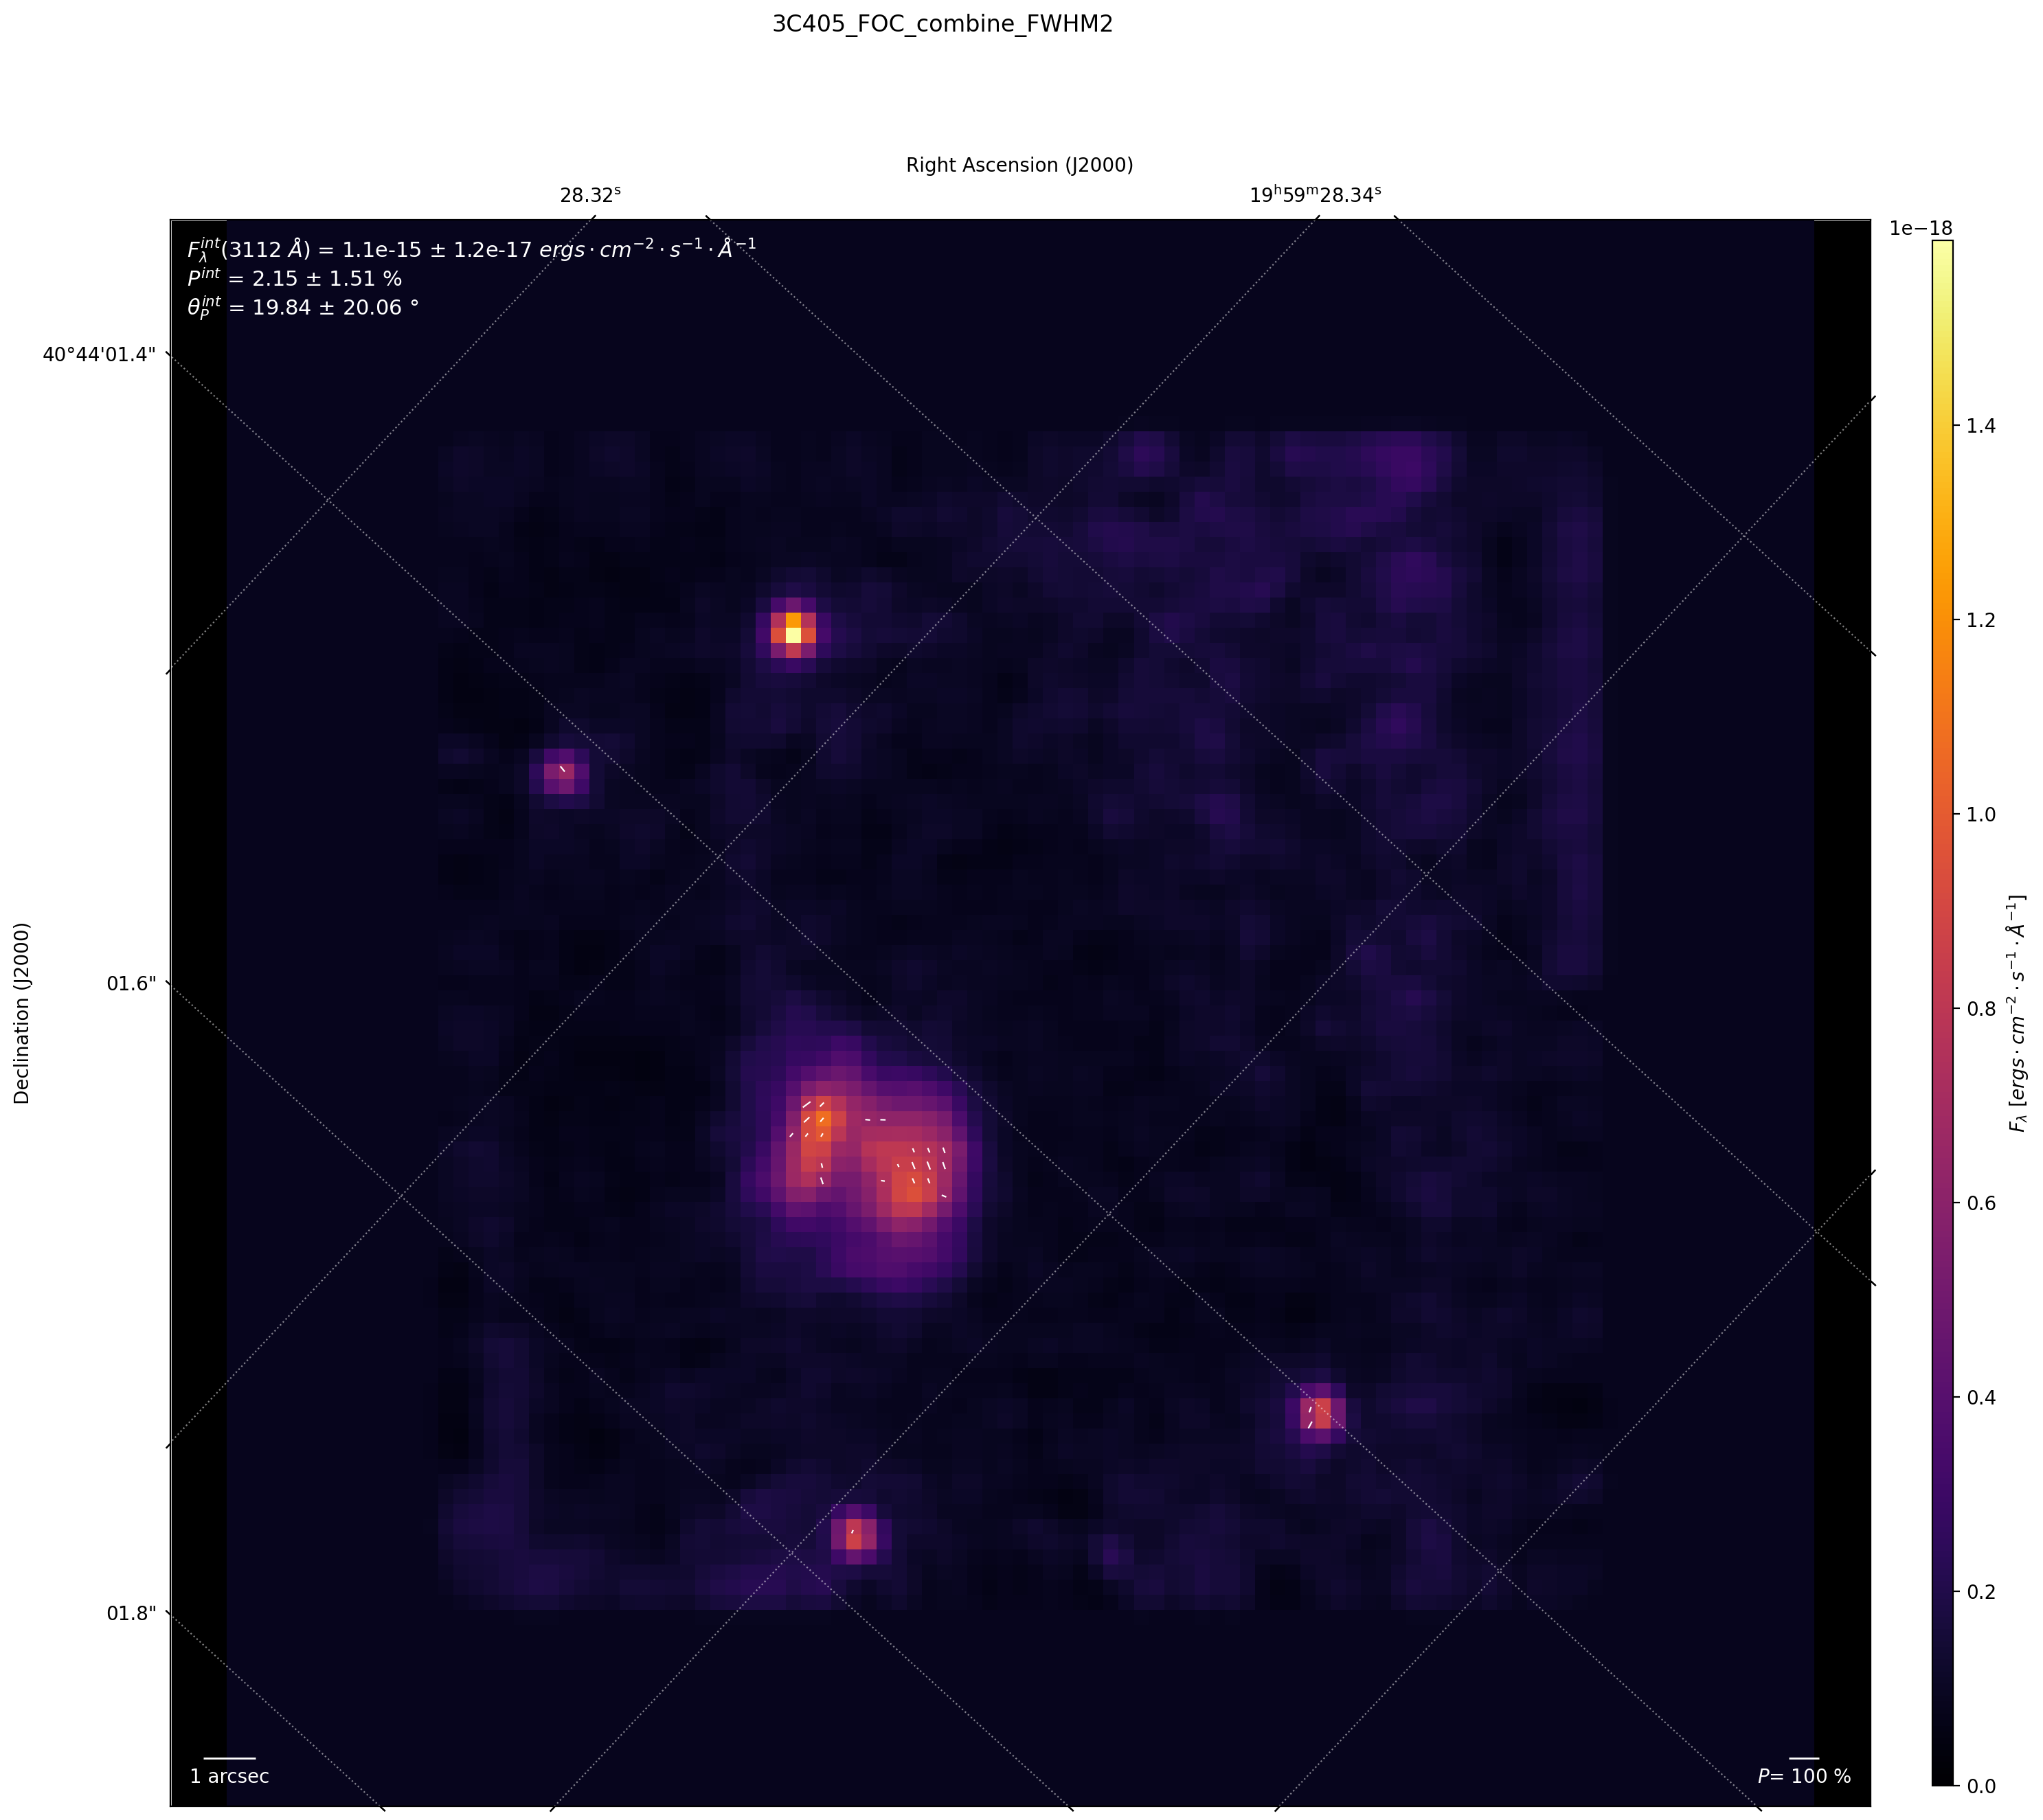 3C405_FOC_combine_FWHM2
Right Ascension (J2000)
28.32ˢ
19ʰ59ᵐ28.34ˢ
1e−18
F_λ^int(3112 Å) = 1.1e-15 ± 1.2e-17 ergs · cm⁻² · s⁻¹ · Å⁻¹
P^int = 2.15 ± 1.51 %
θ_P^int = 19.84 ± 20.06 °
40°44'01.4"
01.6"
01.8"
Declination (J2000)
1.4
1.2
1.0
0.8
0.6
0.4
0.2
0.0
F_λ [ergs · cm⁻² · s⁻¹ · Å⁻¹]
1 arcsec
P= 100 %